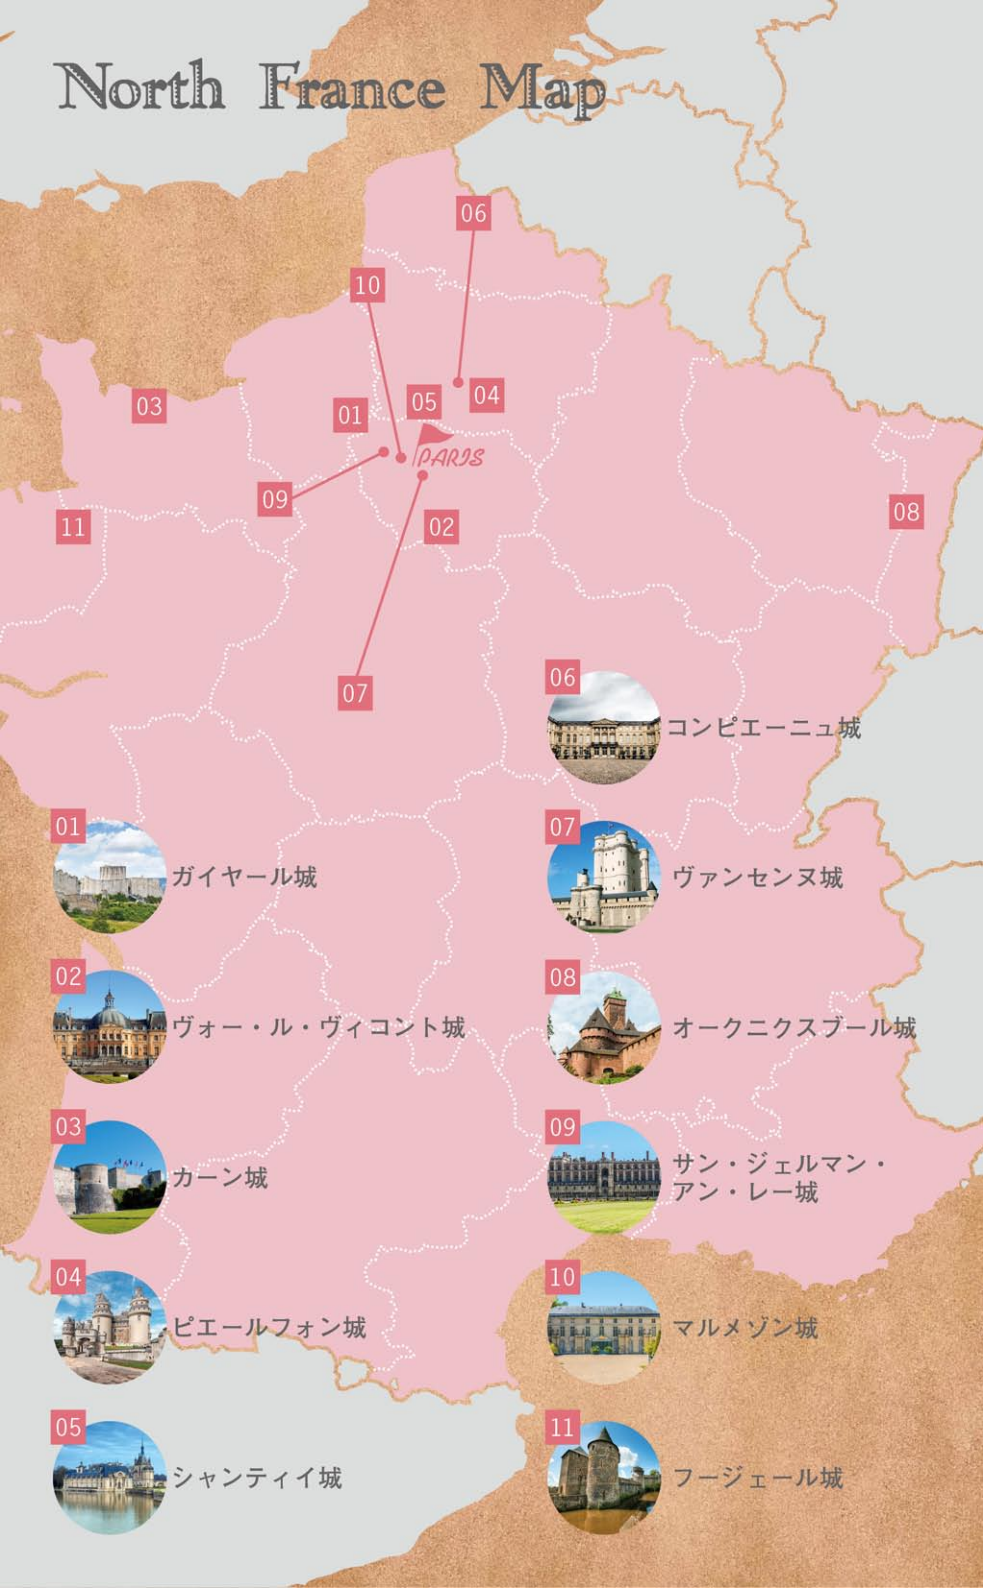 North France Map
06
10
03
01
05
04
PARIS
09
11
02
08
07
01
ガイヤール城
02
ヴォー・ル・ヴィコント城
03
カーン城
04
ピエールフォン城
05
シャンティイ城
06
コンピエーニュ城
07
ヴァンセンヌ城
08
オークニクスブール城
09
サン・ジェルマン・
アン・レー城
10
マルメゾン城
11
フージェール城